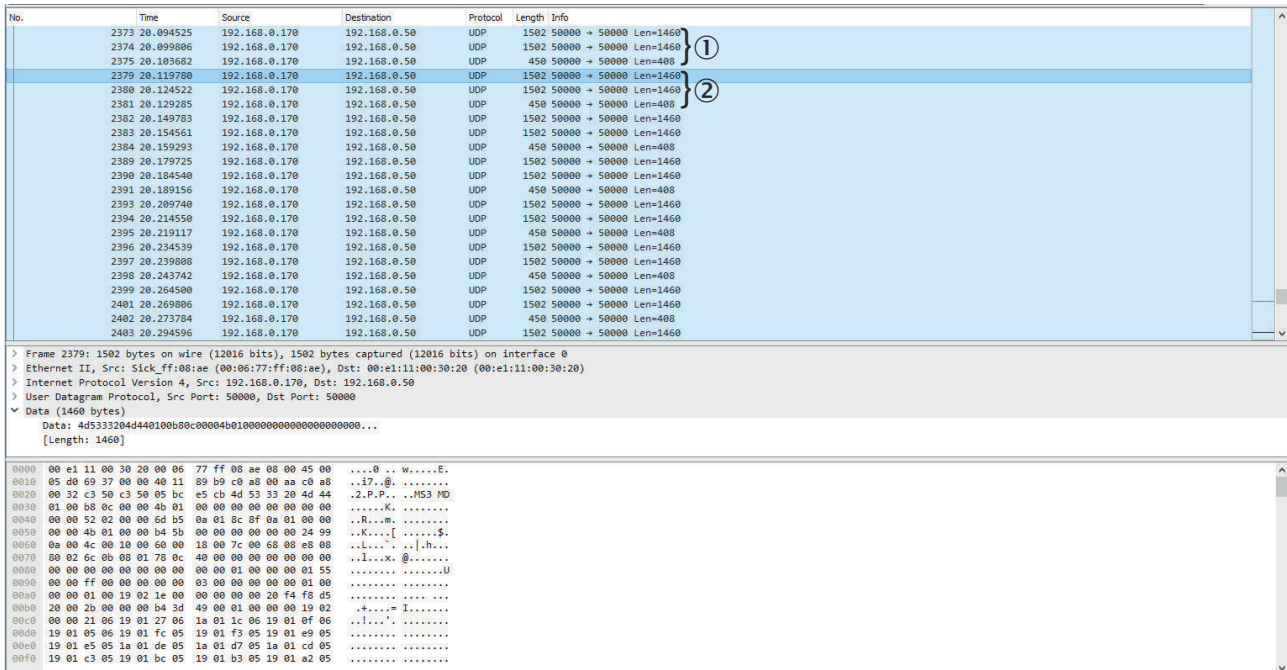 No. Time Source Destination Protocol Length Info
2373 20.094525 192.168.0.170 192.168.0.50 UDP 1502 50000 → 50000 Len=1460
2374 20.099806 192.168.0.170 192.168.0.50 UDP 1502 50000 → 50000 Len=1460 ①
2375 20.103682 192.168.0.170 192.168.0.50 UDP 450 50000 → 50000 Len=408
2379 20.119780 192.168.0.170 192.168.0.50 UDP 1502 50000 → 50000 Len=1460
2380 20.124522 192.168.0.170 192.168.0.50 UDP 1502 50000 → 50000 Len=1460 ②
2381 20.129285 192.168.0.170 192.168.0.50 UDP 450 50000 → 50000 Len=408
2382 20.149783 192.168.0.170 192.168.0.50 UDP 1502 50000 → 50000 Len=1460
2383 20.154561 192.168.0.170 192.168.0.50 UDP 1502 50000 → 50000 Len=1460
2384 20.159293 192.168.0.170 192.168.0.50 UDP 450 50000 → 50000 Len=408
2389 20.179725 192.168.0.170 192.168.0.50 UDP 1502 50000 → 50000 Len=1460
2390 20.184540 192.168.0.170 192.168.0.50 UDP 1502 50000 → 50000 Len=1460
2391 20.189156 192.168.0.170 192.168.0.50 UDP 450 50000 → 50000 Len=408
2393 20.209740 192.168.0.170 192.168.0.50 UDP 1502 50000 → 50000 Len=1460
2394 20.214550 192.168.0.170 192.168.0.50 UDP 1502 50000 → 50000 Len=1460
2395 20.219117 192.168.0.170 192.168.0.50 UDP 450 50000 → 50000 Len=408
2396 20.234539 192.168.0.170 192.168.0.50 UDP 1502 50000 → 50000 Len=1460
2397 20.239808 192.168.0.170 192.168.0.50 UDP 1502 50000 → 50000 Len=1460
2398 20.243742 192.168.0.170 192.168.0.50 UDP 450 50000 → 50000 Len=408
2399 20.264500 192.168.0.170 192.168.0.50 UDP 1502 50000 → 50000 Len=1460
2401 20.269806 192.168.0.170 192.168.0.50 UDP 1502 50000 → 50000 Len=1460
2402 20.273784 192.168.0.170 192.168.0.50 UDP 450 50000 → 50000 Len=408
2403 20.294596 192.168.0.170 192.168.0.50 UDP 1502 50000 → 50000 Len=1460
> Frame 2379: 1502 bytes on wire (12016 bits), 1502 bytes captured (12016 bits) on interface 0
> Ethernet II, Src: Sick_ff:08:ae (00:06:77:ff:08:ae), Dst: 00:e1:11:00:30:20 (00:e1:11:00:30:20)
> Internet Protocol Version 4, Src: 192.168.0.170, Dst: 192.168.0.50
> User Datagram Protocol, Src Port: 50000, Dst Port: 50000
Data (1460 bytes)
Data: 4d5333204d440100b80c00004b01000000000000000000000...
[Length: 1460]
0000 00 e1 11 00 30 20 00 06 77 ff 08 ae 08 00 45 00 ....0 .. w.....E.
0010 05 d0 69 37 00 00 40 11 89 b9 c0 a8 00 aa c0 a8 ..i7..@. ........
0020 00 32 c3 50 c3 50 05 bc e5 cb 4d 53 33 20 4d 44 .2.P.P.. ..MS3 MD
0030 01 00 b8 0c 00 00 4b 01 00 00 00 00 00 00 00 00 ......K. ........
0040 00 00 52 02 00 00 6d b5 0a 01 8c 8f 0a 01 00 00 ..R...m. ........
0050 00 00 4b 01 00 00 b4 5b 00 00 00 00 00 00 24 99 ..K....[ ......$.
0060 0a 00 4c 00 10 00 60 00 18 00 7c 00 68 08 e8 08 ..L...`. ..|.h...
0070 80 02 6c 0b 08 01 78 0c 40 00 00 00 00 00 00 00 ..l...x. @.......
0080 00 00 00 00 00 00 00 00 00 00 01 00 00 00 01 55 ........ .......U
0090 00 00 ff 00 00 00 00 00 03 00 00 00 00 00 01 00 ........ ........
00a0 00 00 01 00 19 02 1e 00 00 00 00 00 20 f4 f8 d5 ........ .... ...
00b0 20 00 2b 00 00 00 b4 3d 49 00 01 00 00 00 19 02 .+....= I.......
00c0 00 00 21 06 19 01 27 06 1a 01 1c 06 19 01 0f 06 ..!...'. ........
00d0 19 01 05 06 19 01 fc 05 19 01 f3 05 19 01 e9 05 ........ ........
00e0 19 01 e5 05 1a 01 de 05 1a 01 d7 05 1a 01 cd 05 ........ ........
00f0 19 01 c3 05 19 01 bc 05 19 01 b3 05 19 01 a2 05 ........ ........